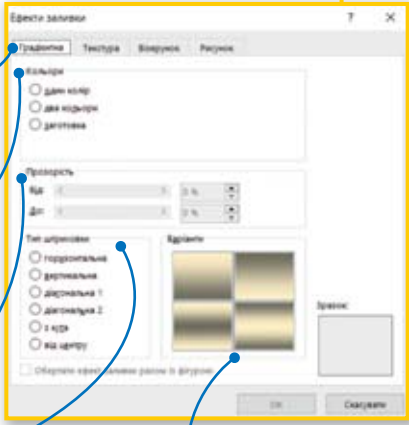 Ефекти заливки
Градієнтна Текстура Візерунок Рисунок
Кольори
один колір
два кольори
заготовка
Прозорість
Від: 0 %
До: 0 %
Тип штриховки
Варіанти
горизонтальна
вертикальна
діагональна 1
діагональна 2
з кута
від центру
Зразок:
Обертати ефект заливки разом із фігурою
ОК Скасувати